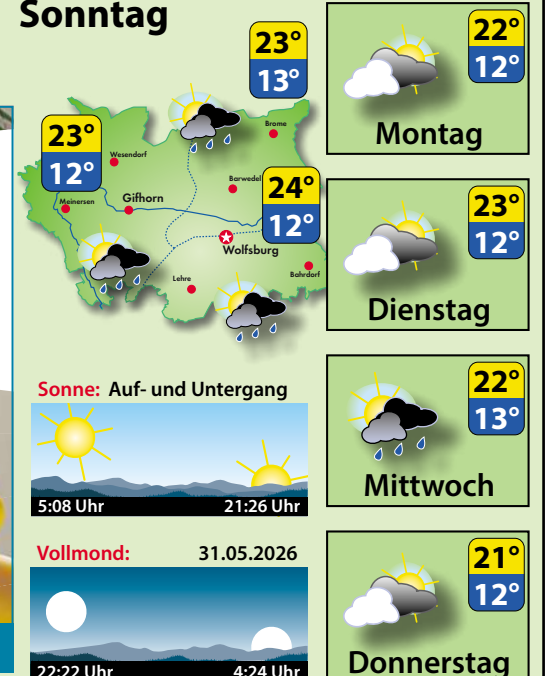 Sonntag
23°
13°
23°
12°
24°
12°
Brome
Wesendorf
Barwedel
Meinersen
Gifhorn
Wolfsburg
Lehre
Bahrdorf
Sonne: Auf- und Untergang
5:08 Uhr 21:26 Uhr
Vollmond: 31.05.2026
22:22 Uhr 4:24 Uhr
22°
12°
Montag
23°
12°
Dienstag
22°
13°
Mittwoch
21°
12°
Donnerstag